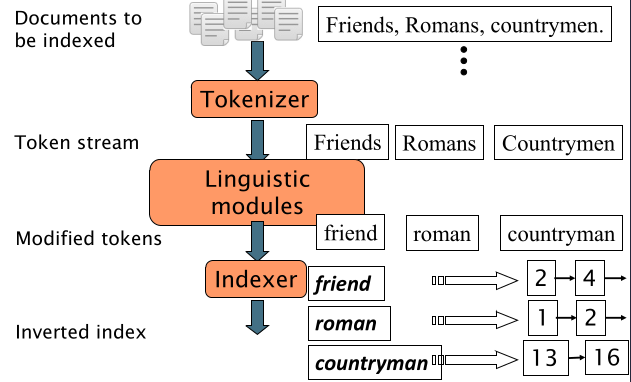 Documents to
be indexed
Friends, Romans, countrymen.
Tokenizer
Token stream
Friends Romans Countrymen
Linguistic
modules
Modified tokens
friend roman countryman
Indexer
friend 2 4
roman 1 2
Inverted index
countryman 13 16